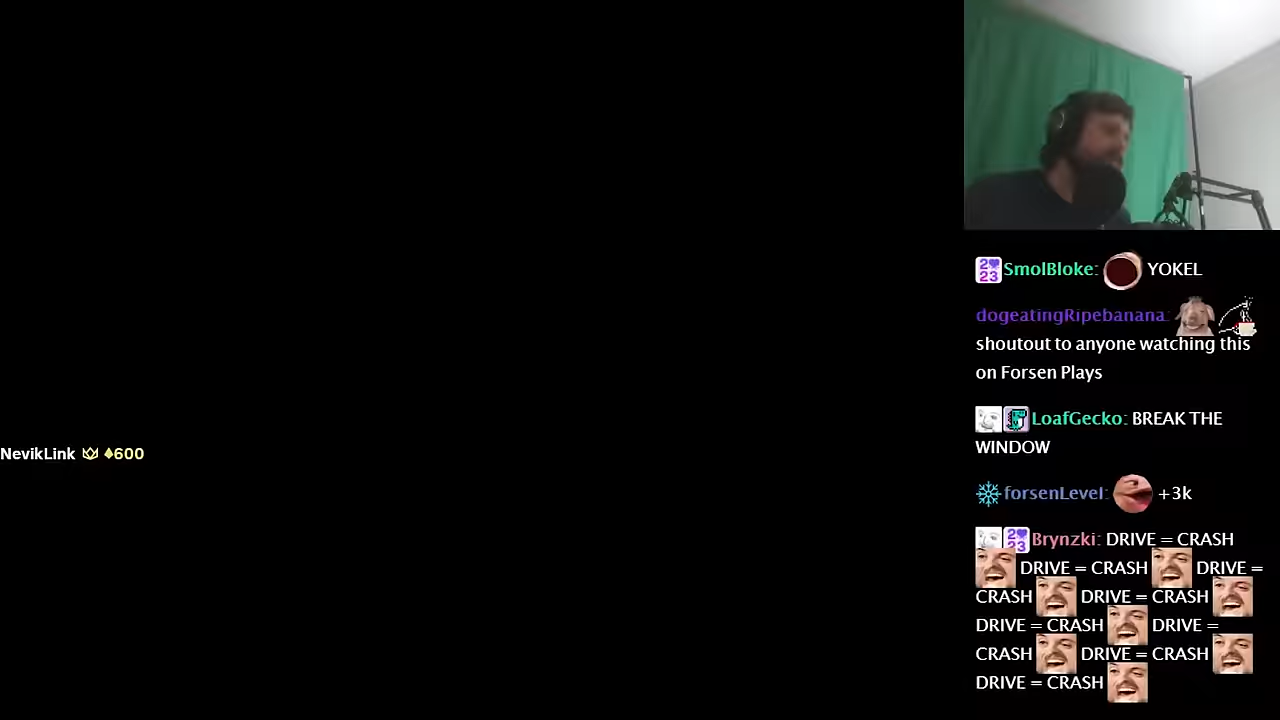 SmolBloke: YOKEL
dogeatingRipebanana:
shoutout to anyone watching this
on Forsen Plays
LoafGecko: BREAK THE
WINDOW
NevikLink 600
forsenLevel: +3k
Brynzki: DRIVE = CRASH
DRIVE = CRASH DRIVE =
CRASH DRIVE = CRASH
DRIVE = CRASH DRIVE =
CRASH DRIVE = CRASH
DRIVE = CRASH